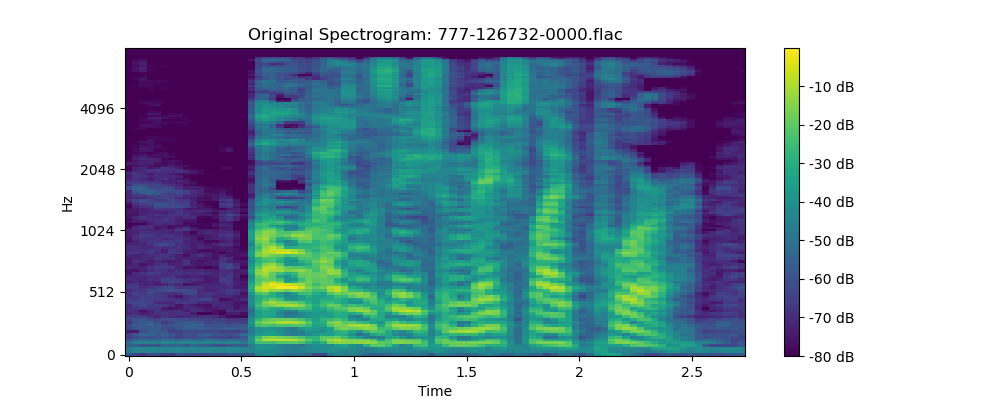 Original Spectrogram: 777-126732-0000.flac
Hz
4096
2048
1024
512
0
0 0.5 1 1.5 2 2.5
Time
-10 dB
-20 dB
-30 dB
-40 dB
-50 dB
-60 dB
-70 dB
-80 dB